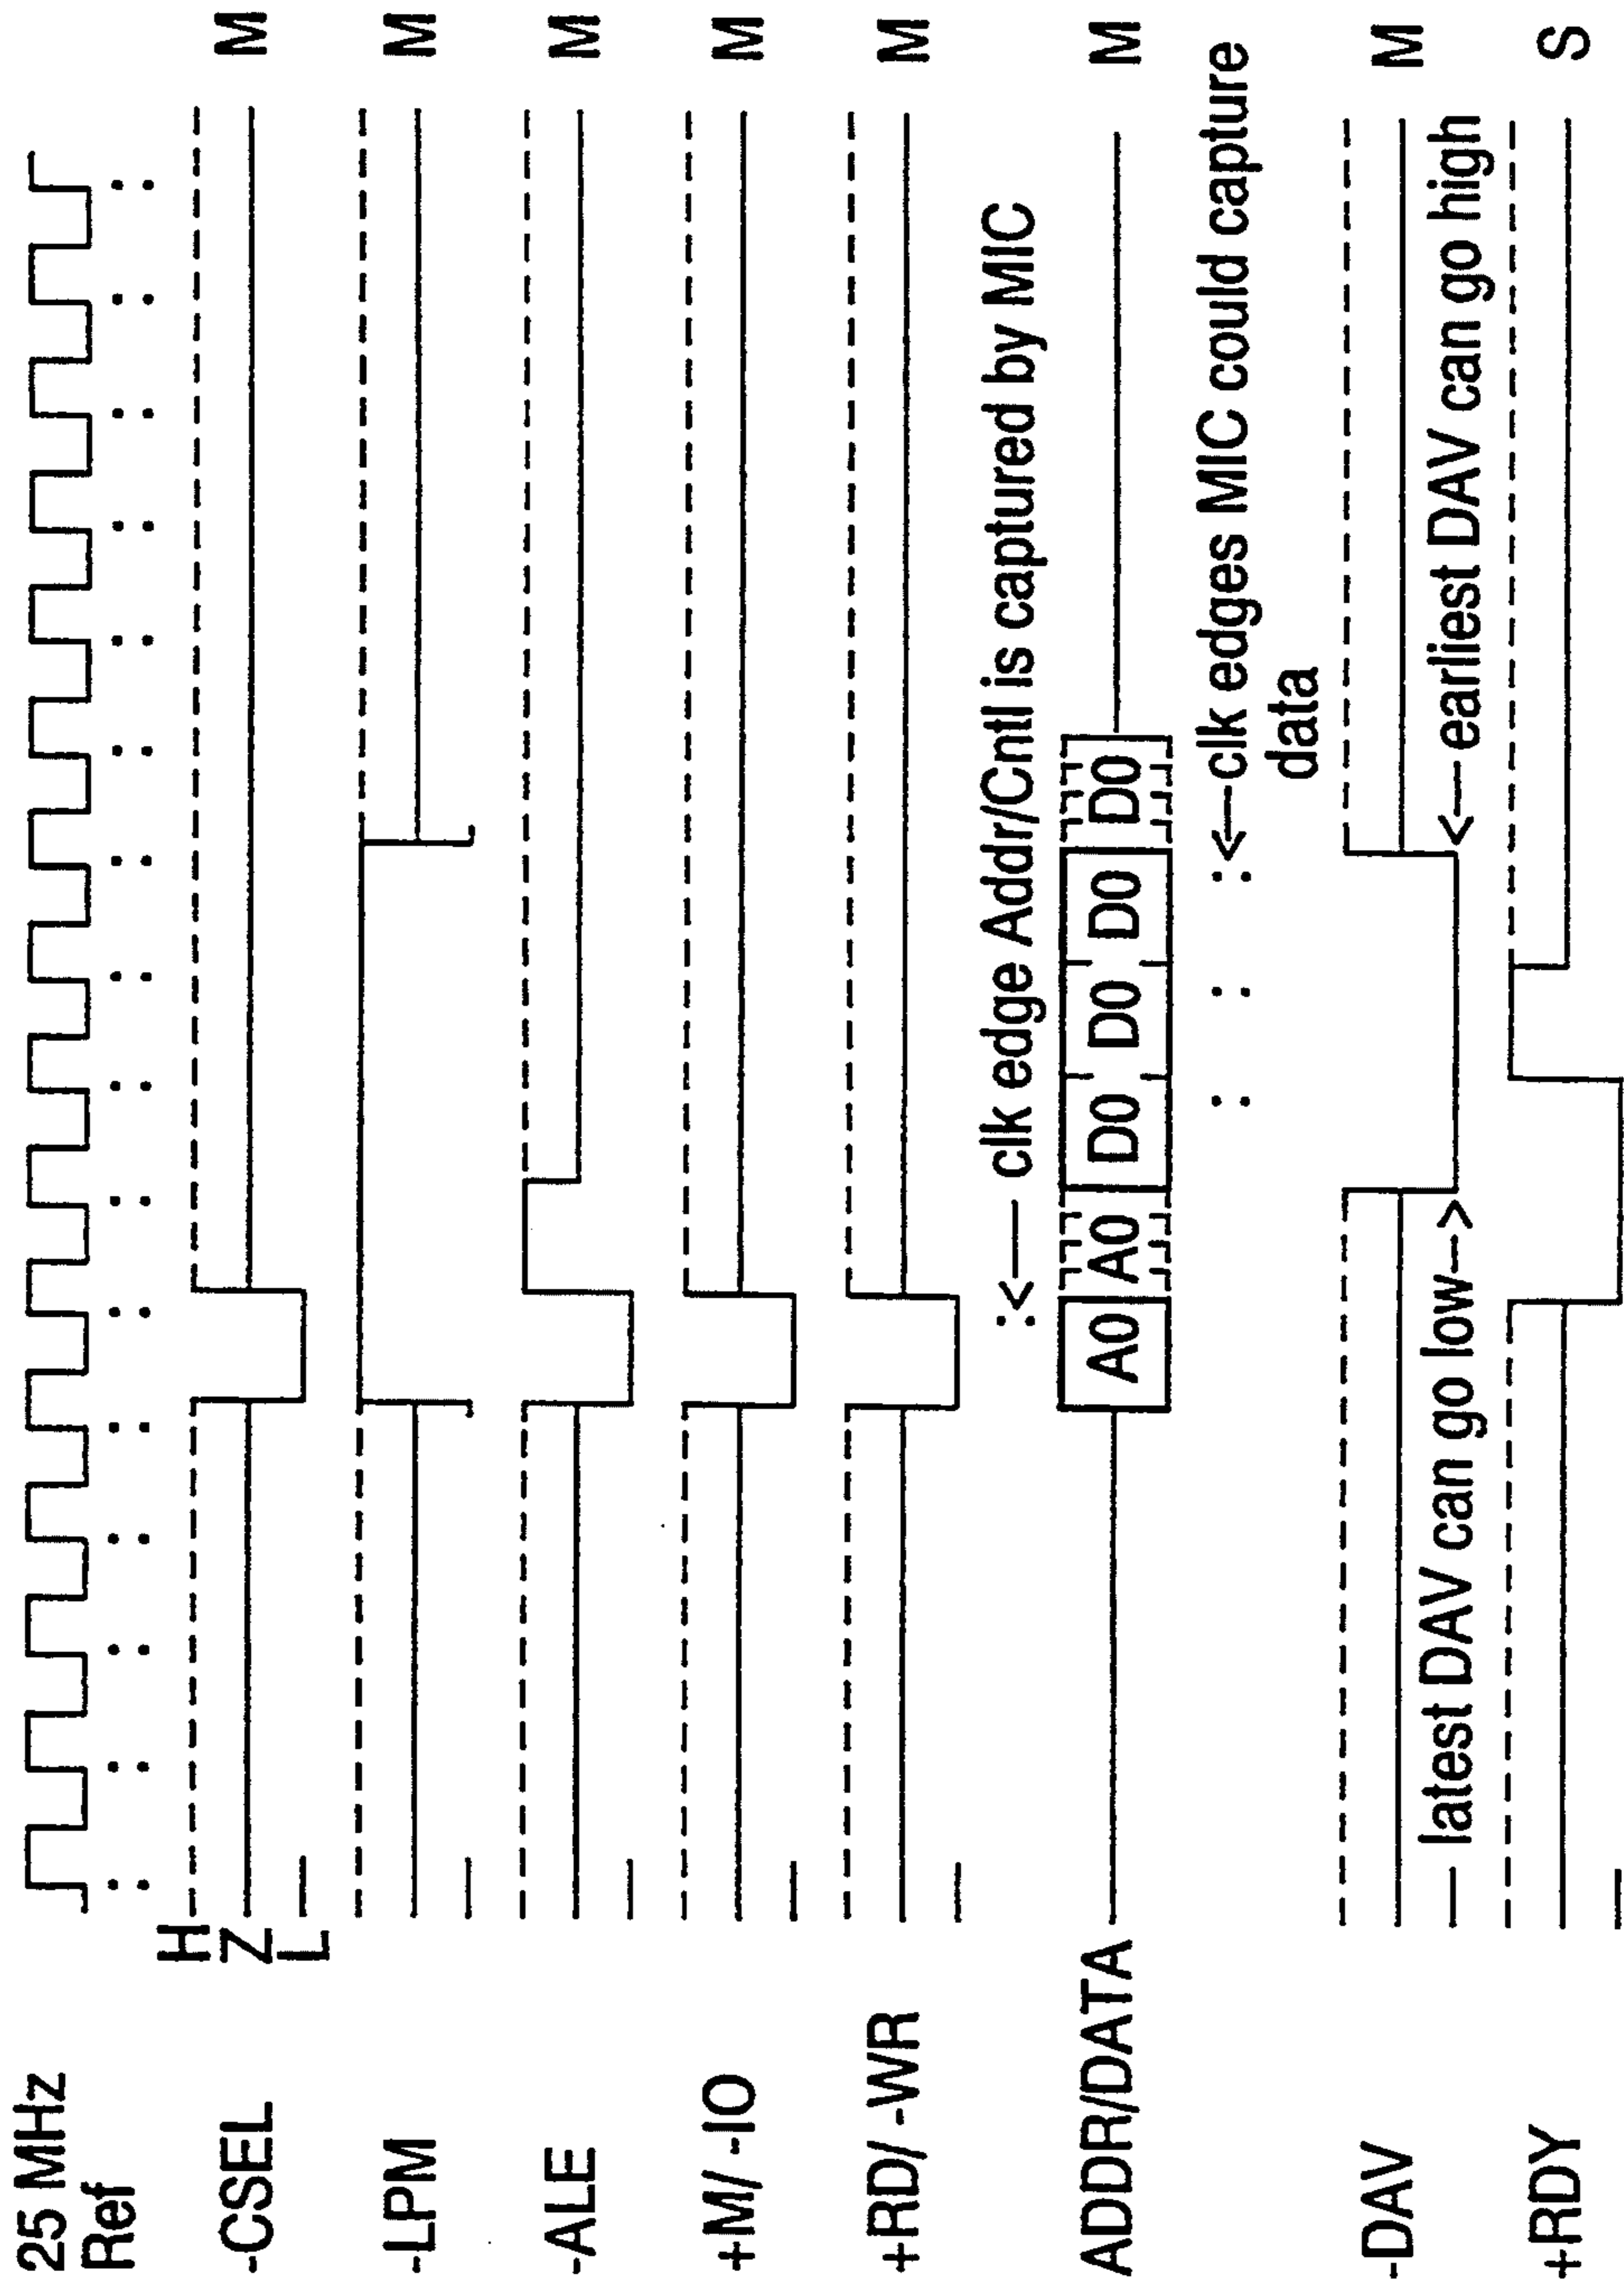 25 MHz
Ref
H
Z
L
-CSEL
M
-LPM
M
-ALE
M
+M/ -IO
M
+RD/ -WR
M
:<— clk edge Addr/Cntl is captured by MIC
ADDR/DATA
A0 A0 D0 D0 D0 D0
M
: : :<—clk edges MIC could capture
data
-DAV
M
— latest DAV can go low-->
<—earliest DAV can go high
+RDY
S